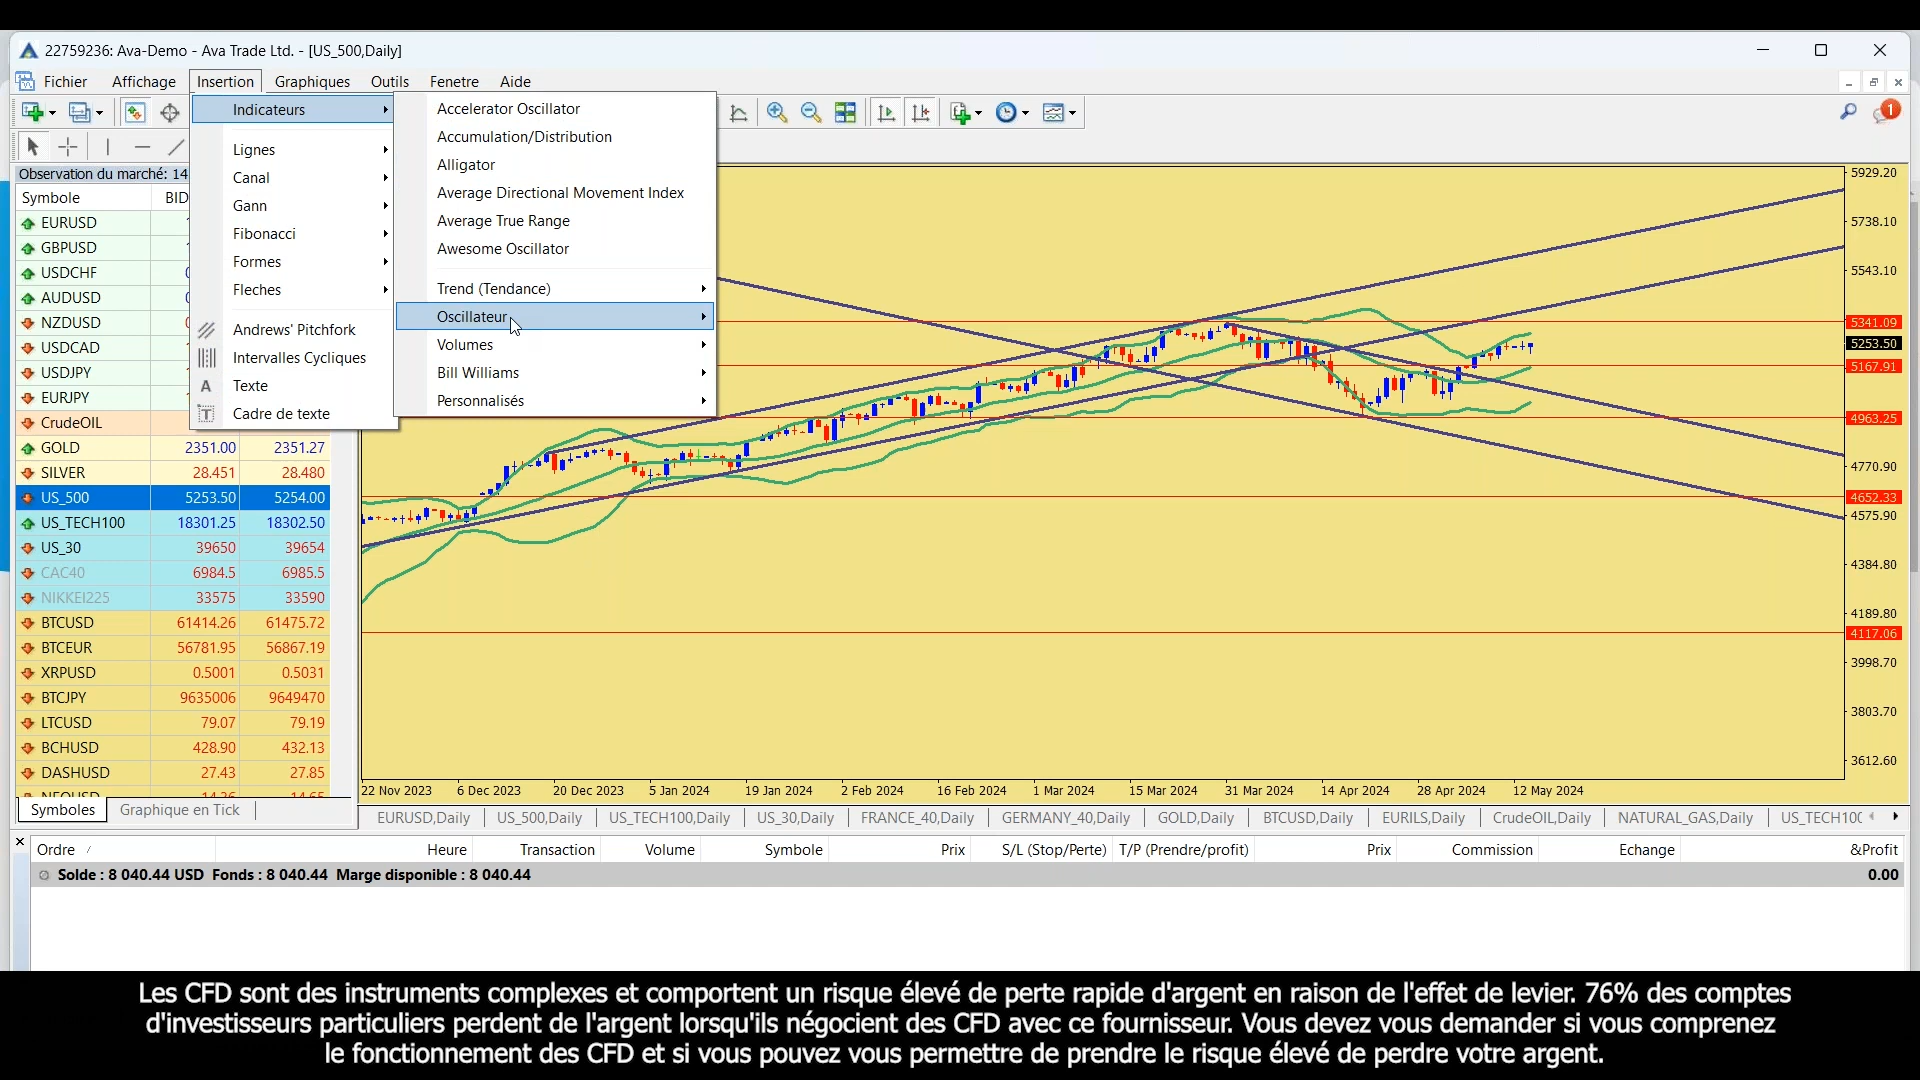 22759236: Ava-Demo - Ava Trade Ltd. - [US_500,Daily]
Fichier Affichage Insertion Graphiques Outils Fenetre Aide
Indicateurs
Lignes
Canal
Gann
Fibonacci
Formes
Fleches
Andrews' Pitchfork
Intervalles Cycliques
A Texte
T Cadre de texte
Accelerator Oscillator
Accumulation/Distribution
Alligator
Average Directional Movement Index
Average True Range
Awesome Oscillator
Trend (Tendance)
Oscillateur
Volumes
Bill Williams
Personnalisés
1
Observation du marché: 14
Symbole BID
EURUSD
GBPUSD
USDCHF
AUDUSD
NZDUSD
USDCAD
USDJPY
EURJPY
CrudeOIL
GOLD 2351.00 2351.27
SILVER 28.451 28.480
US_500 5253.50 5254.00
US_TECH100 18301.25 18302.50
US_30 39650 39654
CAC40 6984.5 6985.5
NIKKEI225 33575 33590
BTCUSD 61414.26 61475.72
BTCEUR 56781.95 56867.19
XRPUSD 0.5001 0.5031
BTCJPY 9635006 9649470
LTCUSD 79.07 79.19
BCHUSD 428.90 432.13
DASHUSD 27.43 27.85
Symboles Graphique en Tick
5929.20
5738.10
5543.10
5341.09
5253.50
5167.91
4963.25
4770.90
4652.33
4575.90
4384.80
4189.80
4117.06
3998.70
3803.70
3612.60
22 Nov 2023 6 Dec 2023 20 Dec 2023 5 Jan 2024 19 Jan 2024 2 Feb 2024 16 Feb 2024 1 Mar 2024 15 Mar 2024 31 Mar 2024 14 Apr 2024 28 Apr 2024 12 May 2024
EURUSD,Daily US_500,Daily US_TECH100,Daily US_30,Daily FRANCE_40,Daily GERMANY_40,Daily GOLD,Daily BTCUSD,Daily EURILS,Daily CrudeOIL,Daily NATURAL_GAS,Daily US_TECH100
Ordre / Heure Transaction Volume Symbole Prix S/L (Stop/Perte) T/P (Prendre/profit) Prix Commission Echange &Profit
Solde : 8 040.44 USD Fonds : 8 040.44 Marge disponible : 8 040.44 0.00
Les CFD sont des instruments complexes et comportent un risque élevé de perte rapide d'argent en raison de l'effet de levier. 76% des comptes
d'investisseurs particuliers perdent de l'argent lorsqu'ils négocient des CFD avec ce fournisseur. Vous devez vous demander si vous comprenez
le fonctionnement des CFD et si vous pouvez vous permettre de prendre le risque élevé de perdre votre argent.